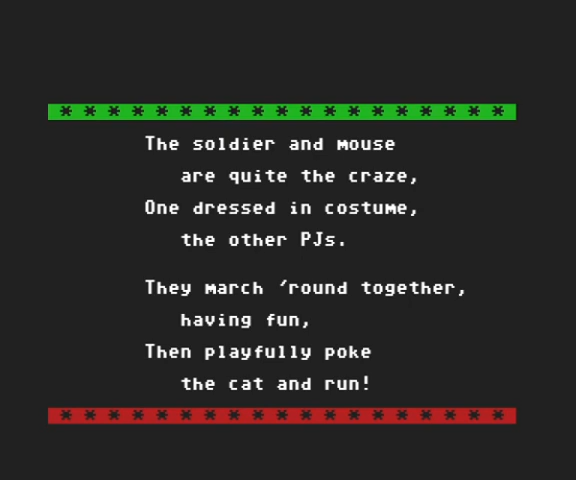 * * * * * * * * * * * * * * * * * * *
The soldier and mouse
are quite the craze,
One dressed in costume,
the other PJs.
They march 'round together,
having fun,
Then playfully poke
the cat and run!
* * * * * * * * * * * * * * * * * * *